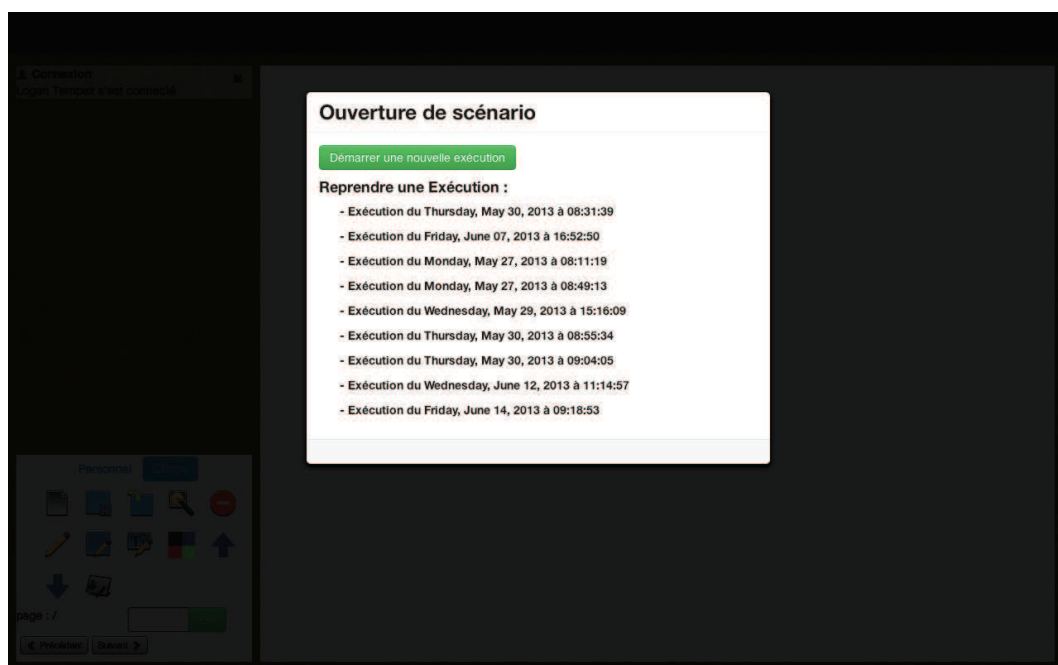 Connexion
Logan Tempex s'est connecté
Ouverture de scénario
Démarrer une nouvelle exécution
Reprendre une Exécution :
- Exécution du Thursday, May 30, 2013 à 08:31:39
- Exécution du Friday, June 07, 2013 à 16:52:50
- Exécution du Monday, May 27, 2013 à 08:11:19
- Exécution du Monday, May 27, 2013 à 08:49:13
- Exécution du Wednesday, May 29, 2013 à 15:16:09
- Exécution du Thursday, May 30, 2013 à 08:55:34
- Exécution du Thursday, May 30, 2013 à 09:04:05
- Exécution du Wednesday, June 12, 2013 à 11:14:57
- Exécution du Friday, June 14, 2013 à 09:18:53
Personnel
page : /
Précédent Suivant